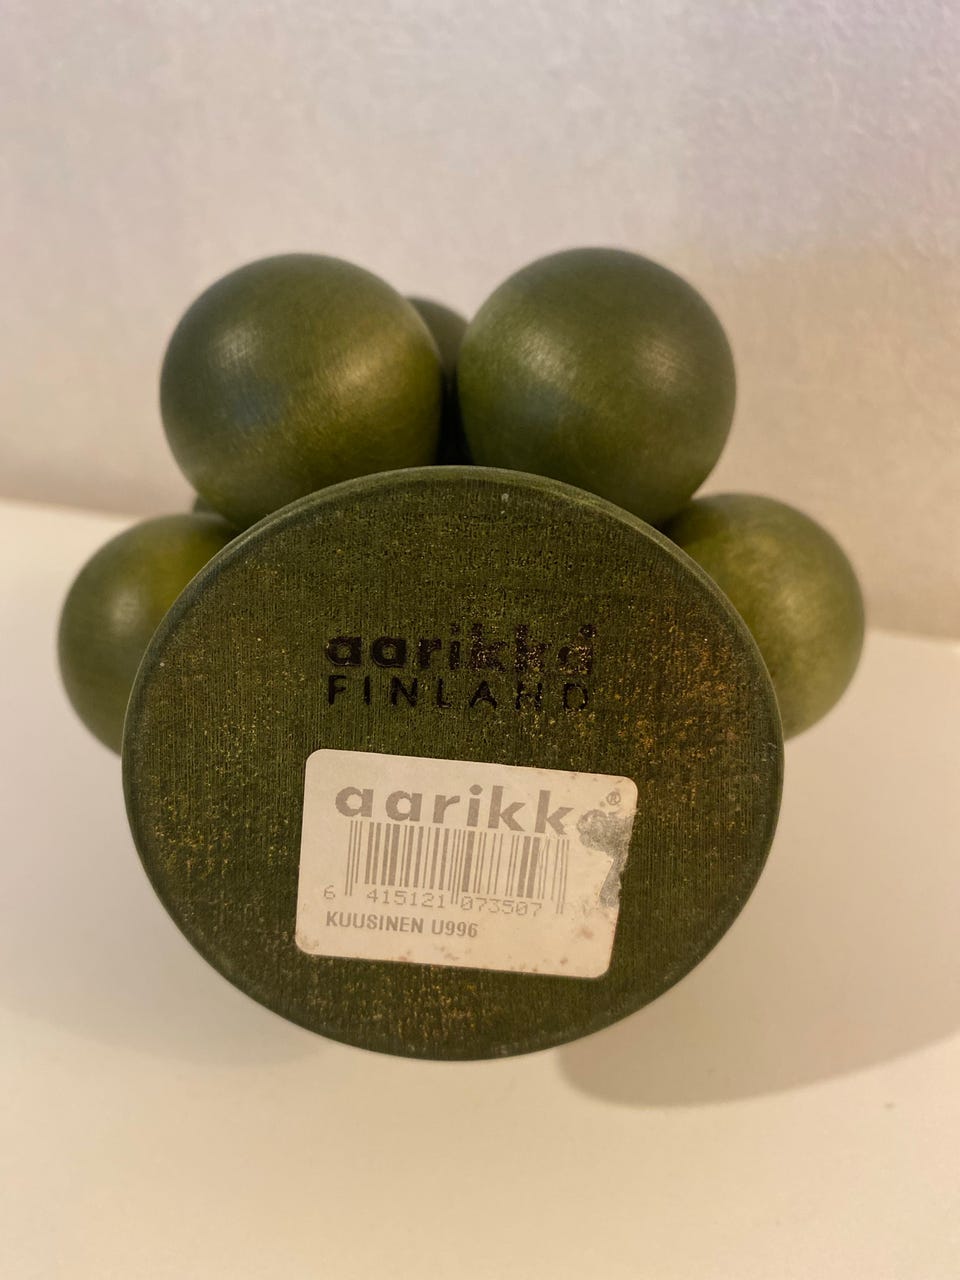 aarikka
FINLAND
aarikka®
6 415121 073507
KUUSINEN U996